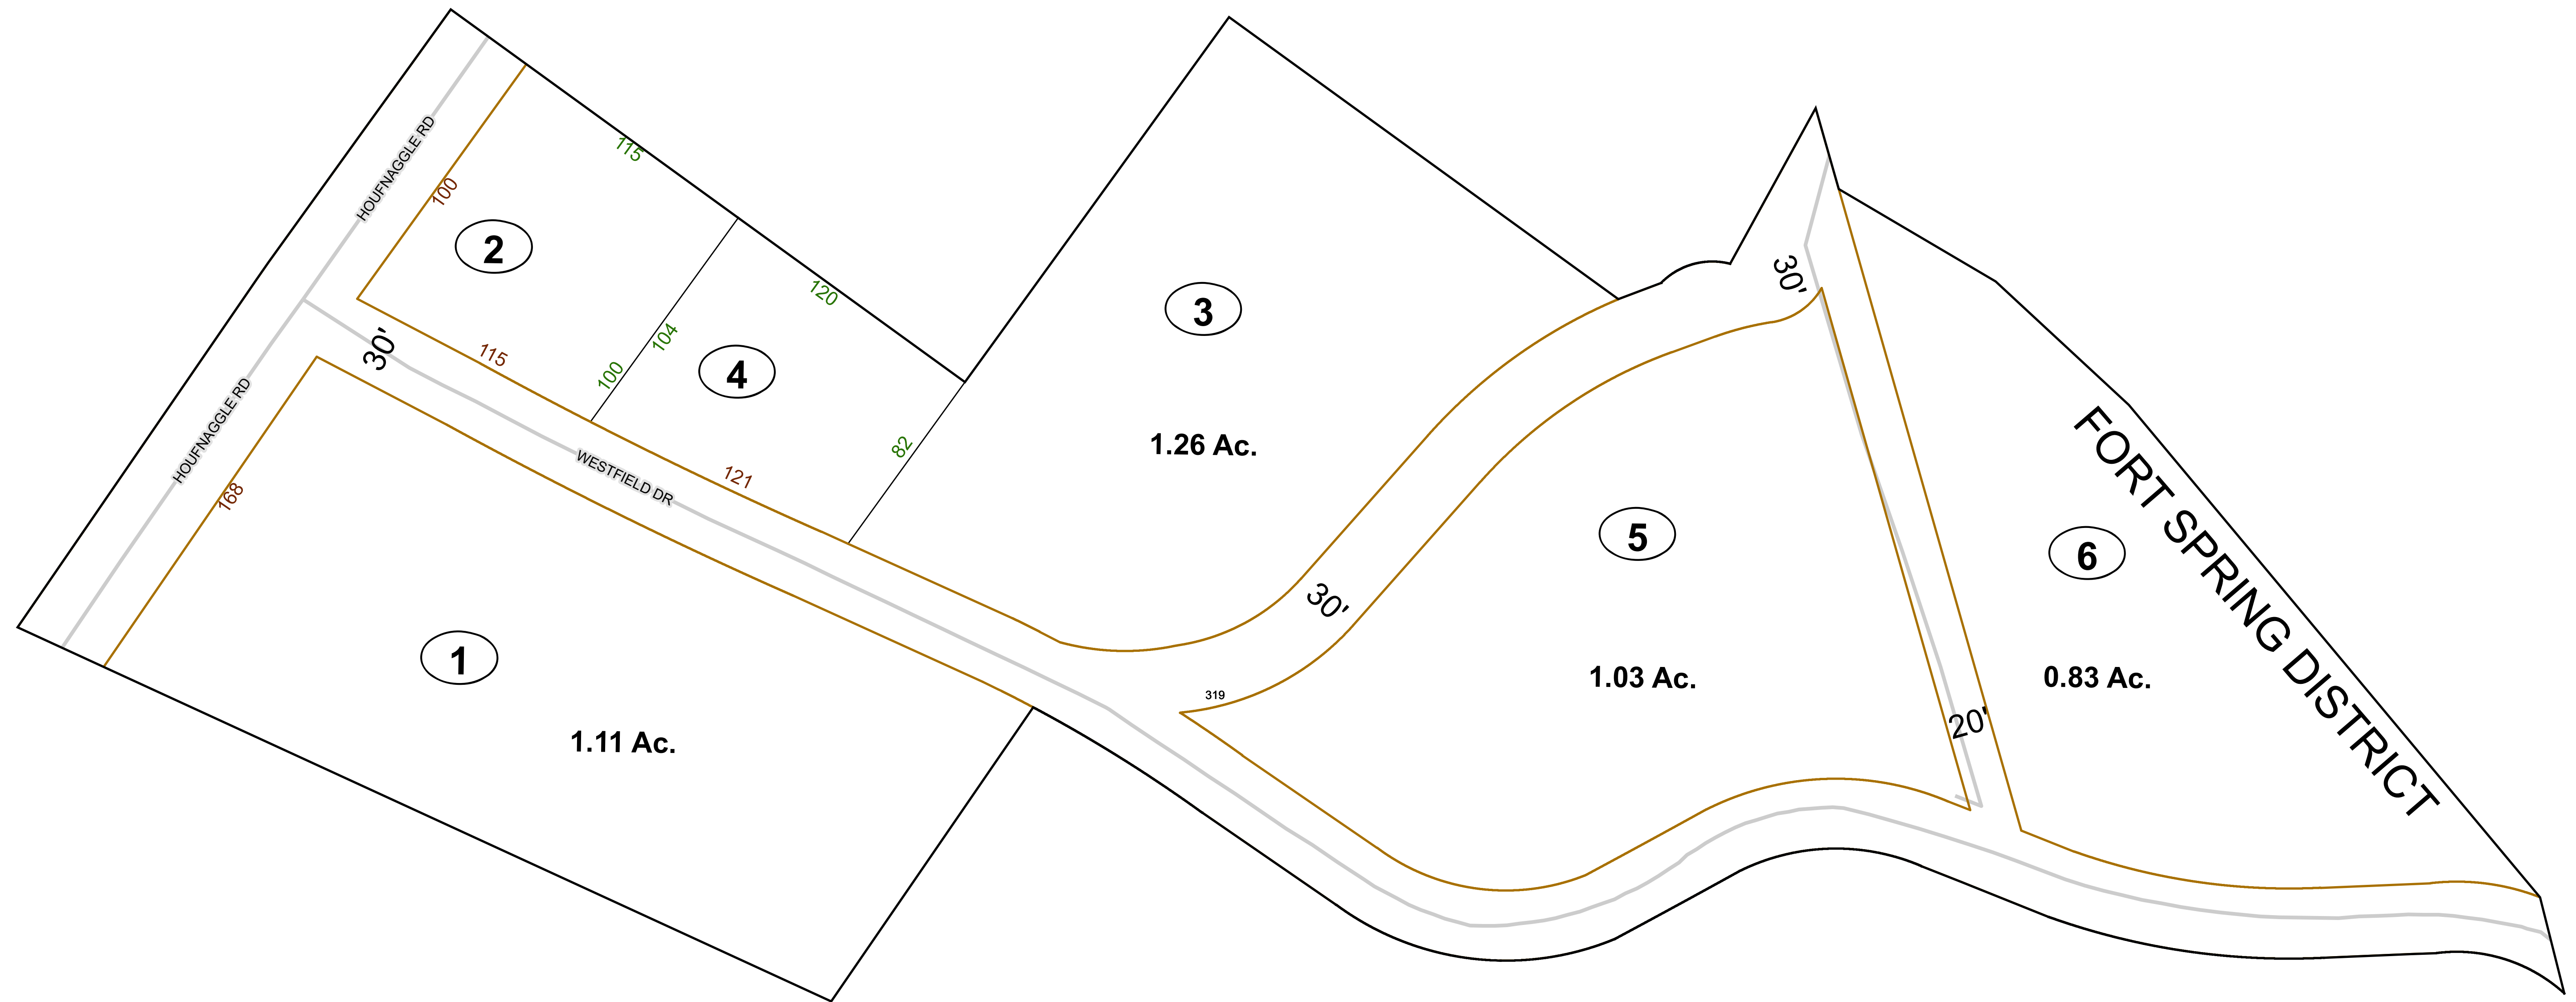 HOUFNAGGLE RD
100
115
2
120
104
100
115
30'
4
82
121
HOUFNAGGLE RD
168
WESTFIELD DR
1
1.11 Ac.
3
1.26 Ac.
30'
30'
319
5
1.03 Ac.
20'
6
0.83 Ac.
FORT SPRING DISTRICT